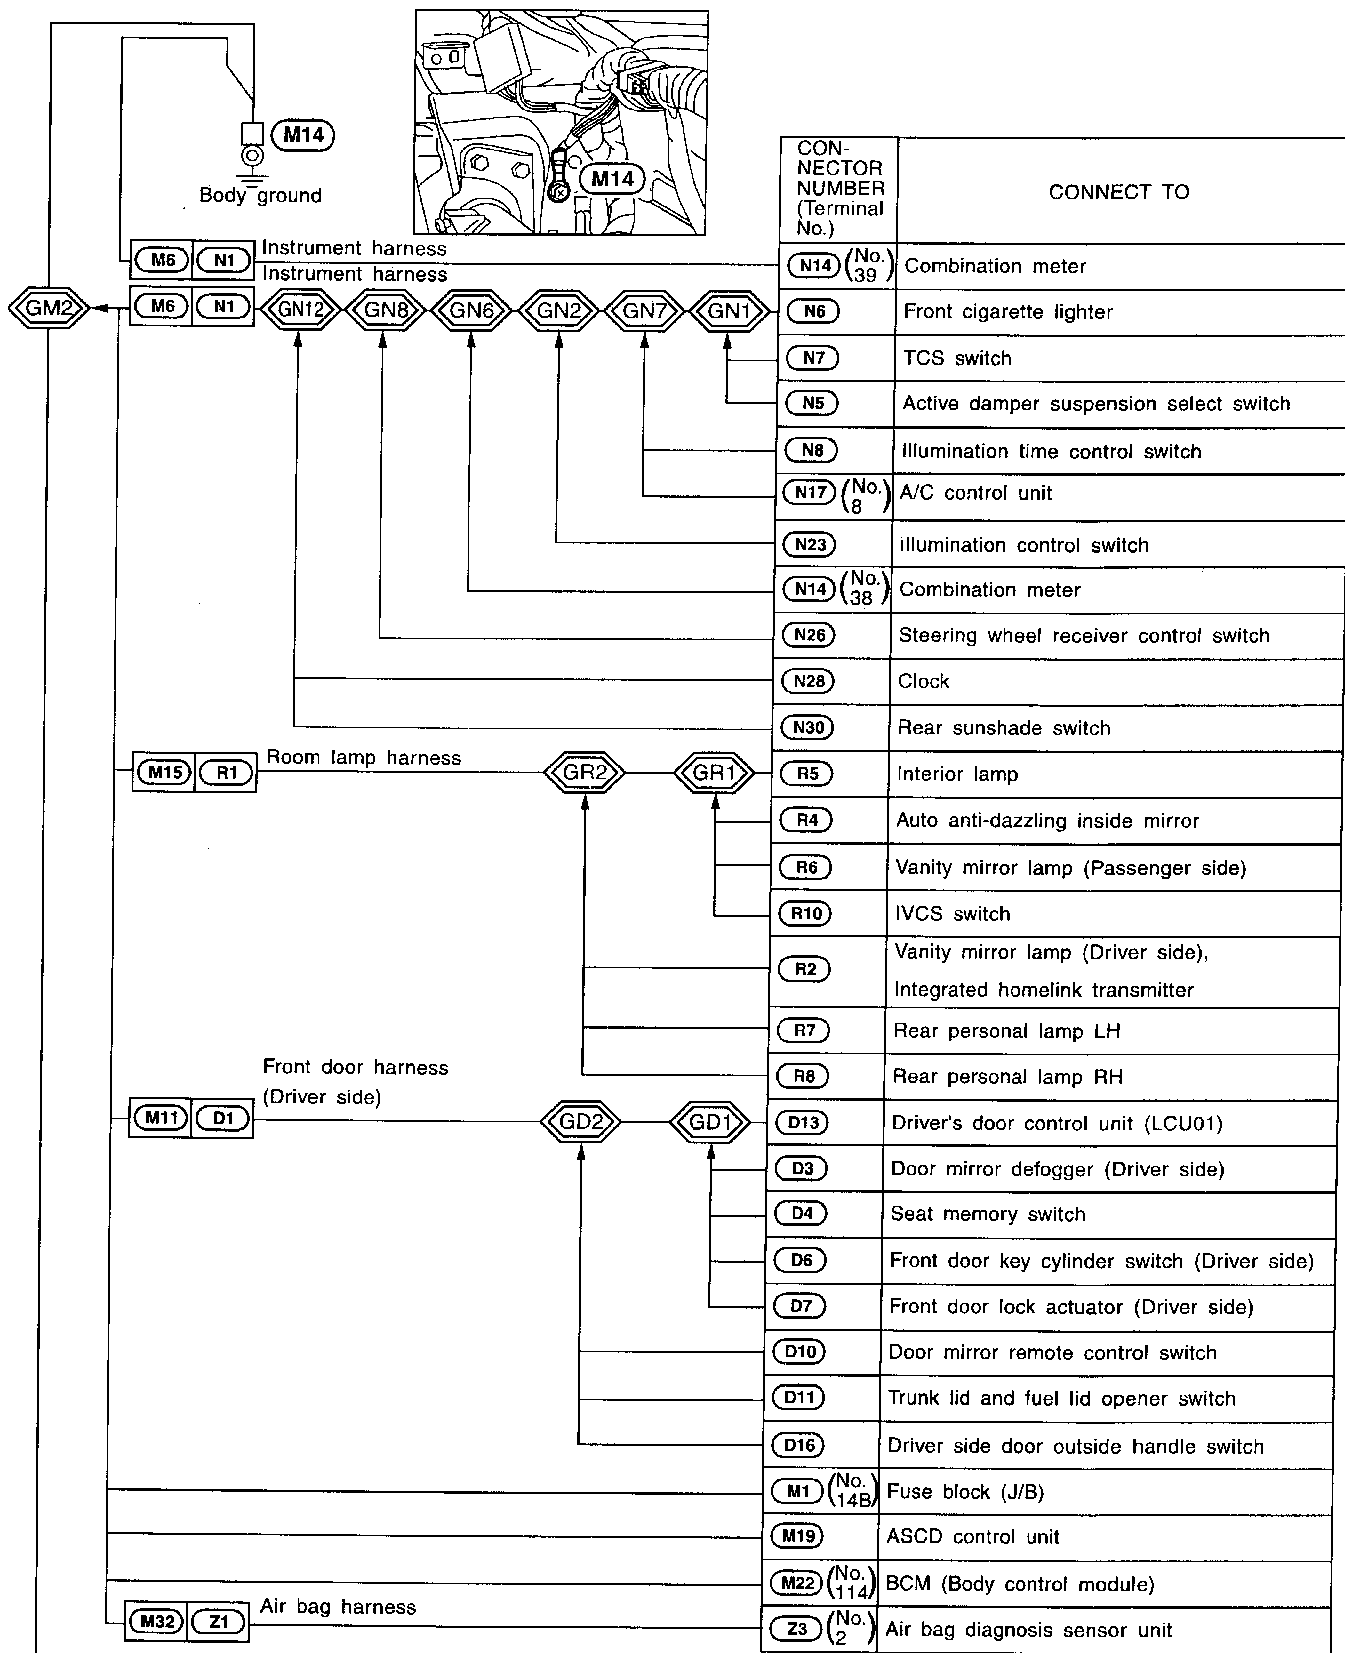 M14
Body ground
M14
CON-
NECTOR
NUMBER
(Terminal
No.)
CONNECT TO
M6 N1 Instrument harness
N14 (No. 39) Combination meter
Instrument harness
GM2 M6 N1 GN12 GN8 GN6 GN2 GN7 GN1 N6 Front cigarette lighter
N7 TCS switch
N5 Active damper suspension select switch
N8 Illumination time control switch
N17 (No. 8) A/C control unit
N23 illumination control switch
N14 (No. 38) Combination meter
N26 Steering wheel receiver control switch
N28 Clock
N30 Rear sunshade switch
Room lamp harness
M15 R1 GR2 GR1 R5 Interior lamp
R4 Auto anti-dazzling inside mirror
R6 Vanity mirror lamp (Passenger side)
R10 IVCS switch
R2 Vanity mirror lamp (Driver side),
Integrated homelink transmitter
R7 Rear personal lamp LH
R8 Rear personal lamp RH
Front door harness
(Driver side)
M11 D1 GD2 GD1 D13 Driver's door control unit (LCU01)
D3 Door mirror defogger (Driver side)
D4 Seat memory switch
D6 Front door key cylinder switch (Driver side)
D7 Front door lock actuator (Driver side)
D10 Door mirror remote control switch
D11 Trunk lid and fuel lid opener switch
D16 Driver side door outside handle switch
M1 (No. 14B) Fuse block (J/B)
M19 ASCD control unit
M22 (No. 114) BCM (Body control module)
Air bag harness
M32 Z1 Z3 (No. 2) Air bag diagnosis sensor unit